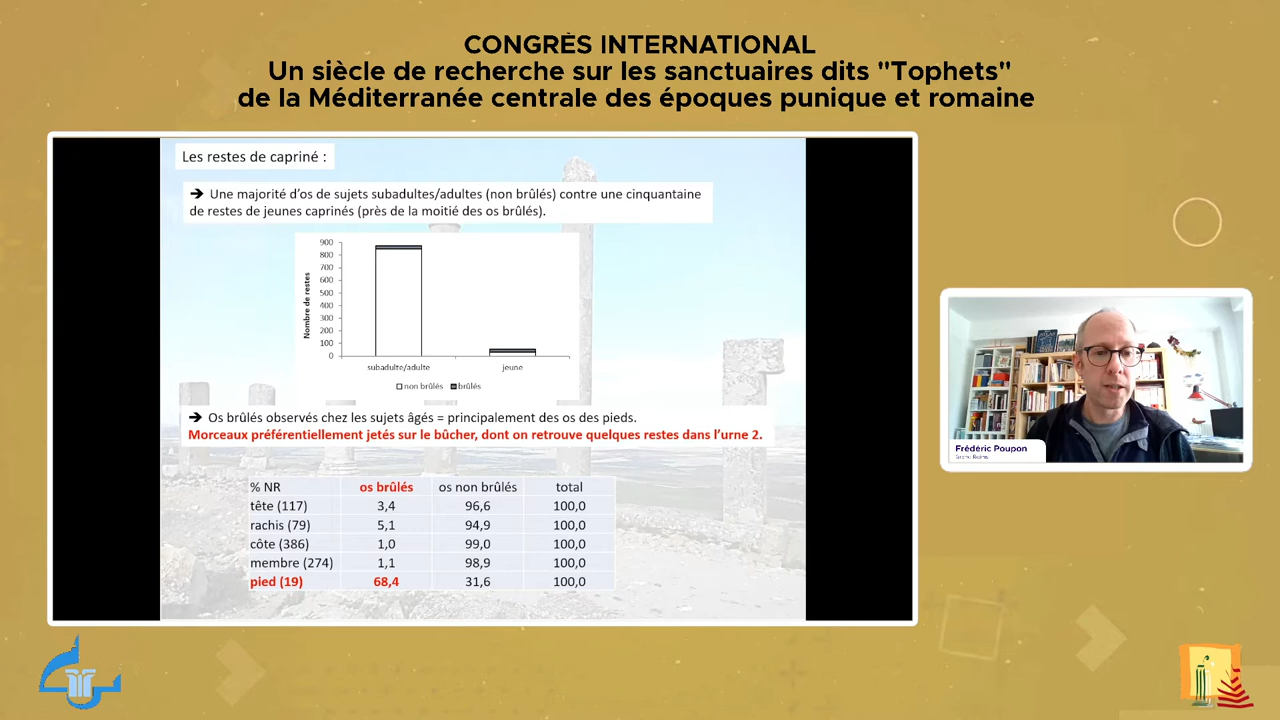 CONGRÈS INTERNATIONAL
Un siècle de recherche sur les sanctuaires dits "Tophets"
de la Méditerranée centrale des époques punique et romaine
Les restes de capriné :
➔ Une majorité d'os de sujets subadultes/adultes (non brûlés) contre une cinquantaine
de restes de jeunes caprinés (près de la moitié des os brûlés).
Nombre de restes
900
800
700
600
500
400
300
200
100
0
subadulte/adulte jeune
non brûlés brûlés
➔ Os brûlés observés chez les sujets âgés = principalement des os des pieds.
Morceaux préférentiellement jetés sur le bûcher, dont on retrouve quelques restes dans l'urne 2.
% NR os brûlés os non brûlés total
tête (117) 3,4 96,6 100,0
rachis (79) 5,1 94,9 100,0
côte (386) 1,0 99,0 100,0
membre (274) 1,1 98,9 100,0
pied (19) 68,4 31,6 100,0
Frédéric Poupon
Grand Reims